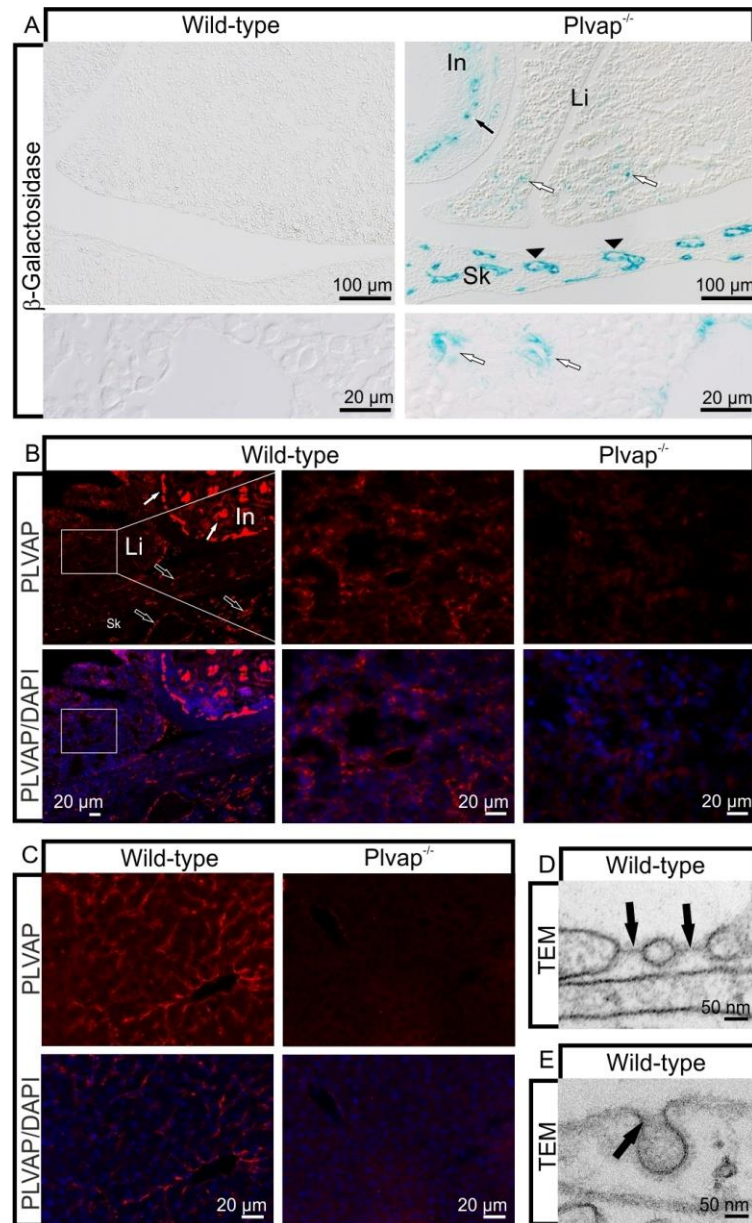 A
Wild-type
Plvap-/-
β-Galactosidase
In
Li
Sk
100 µm
100 µm
20 µm
20 µm
B
Wild-type
Plvap-/-
PLVAP
In
Li
Sk
PLVAP/DAPI
20 µm
20 µm
20 µm
C
Wild-type
Plvap-/-
PLVAP
PLVAP/DAPI
20 µm
20 µm
D
Wild-type
TEM
50 nm
E
Wild-type
TEM
50 nm